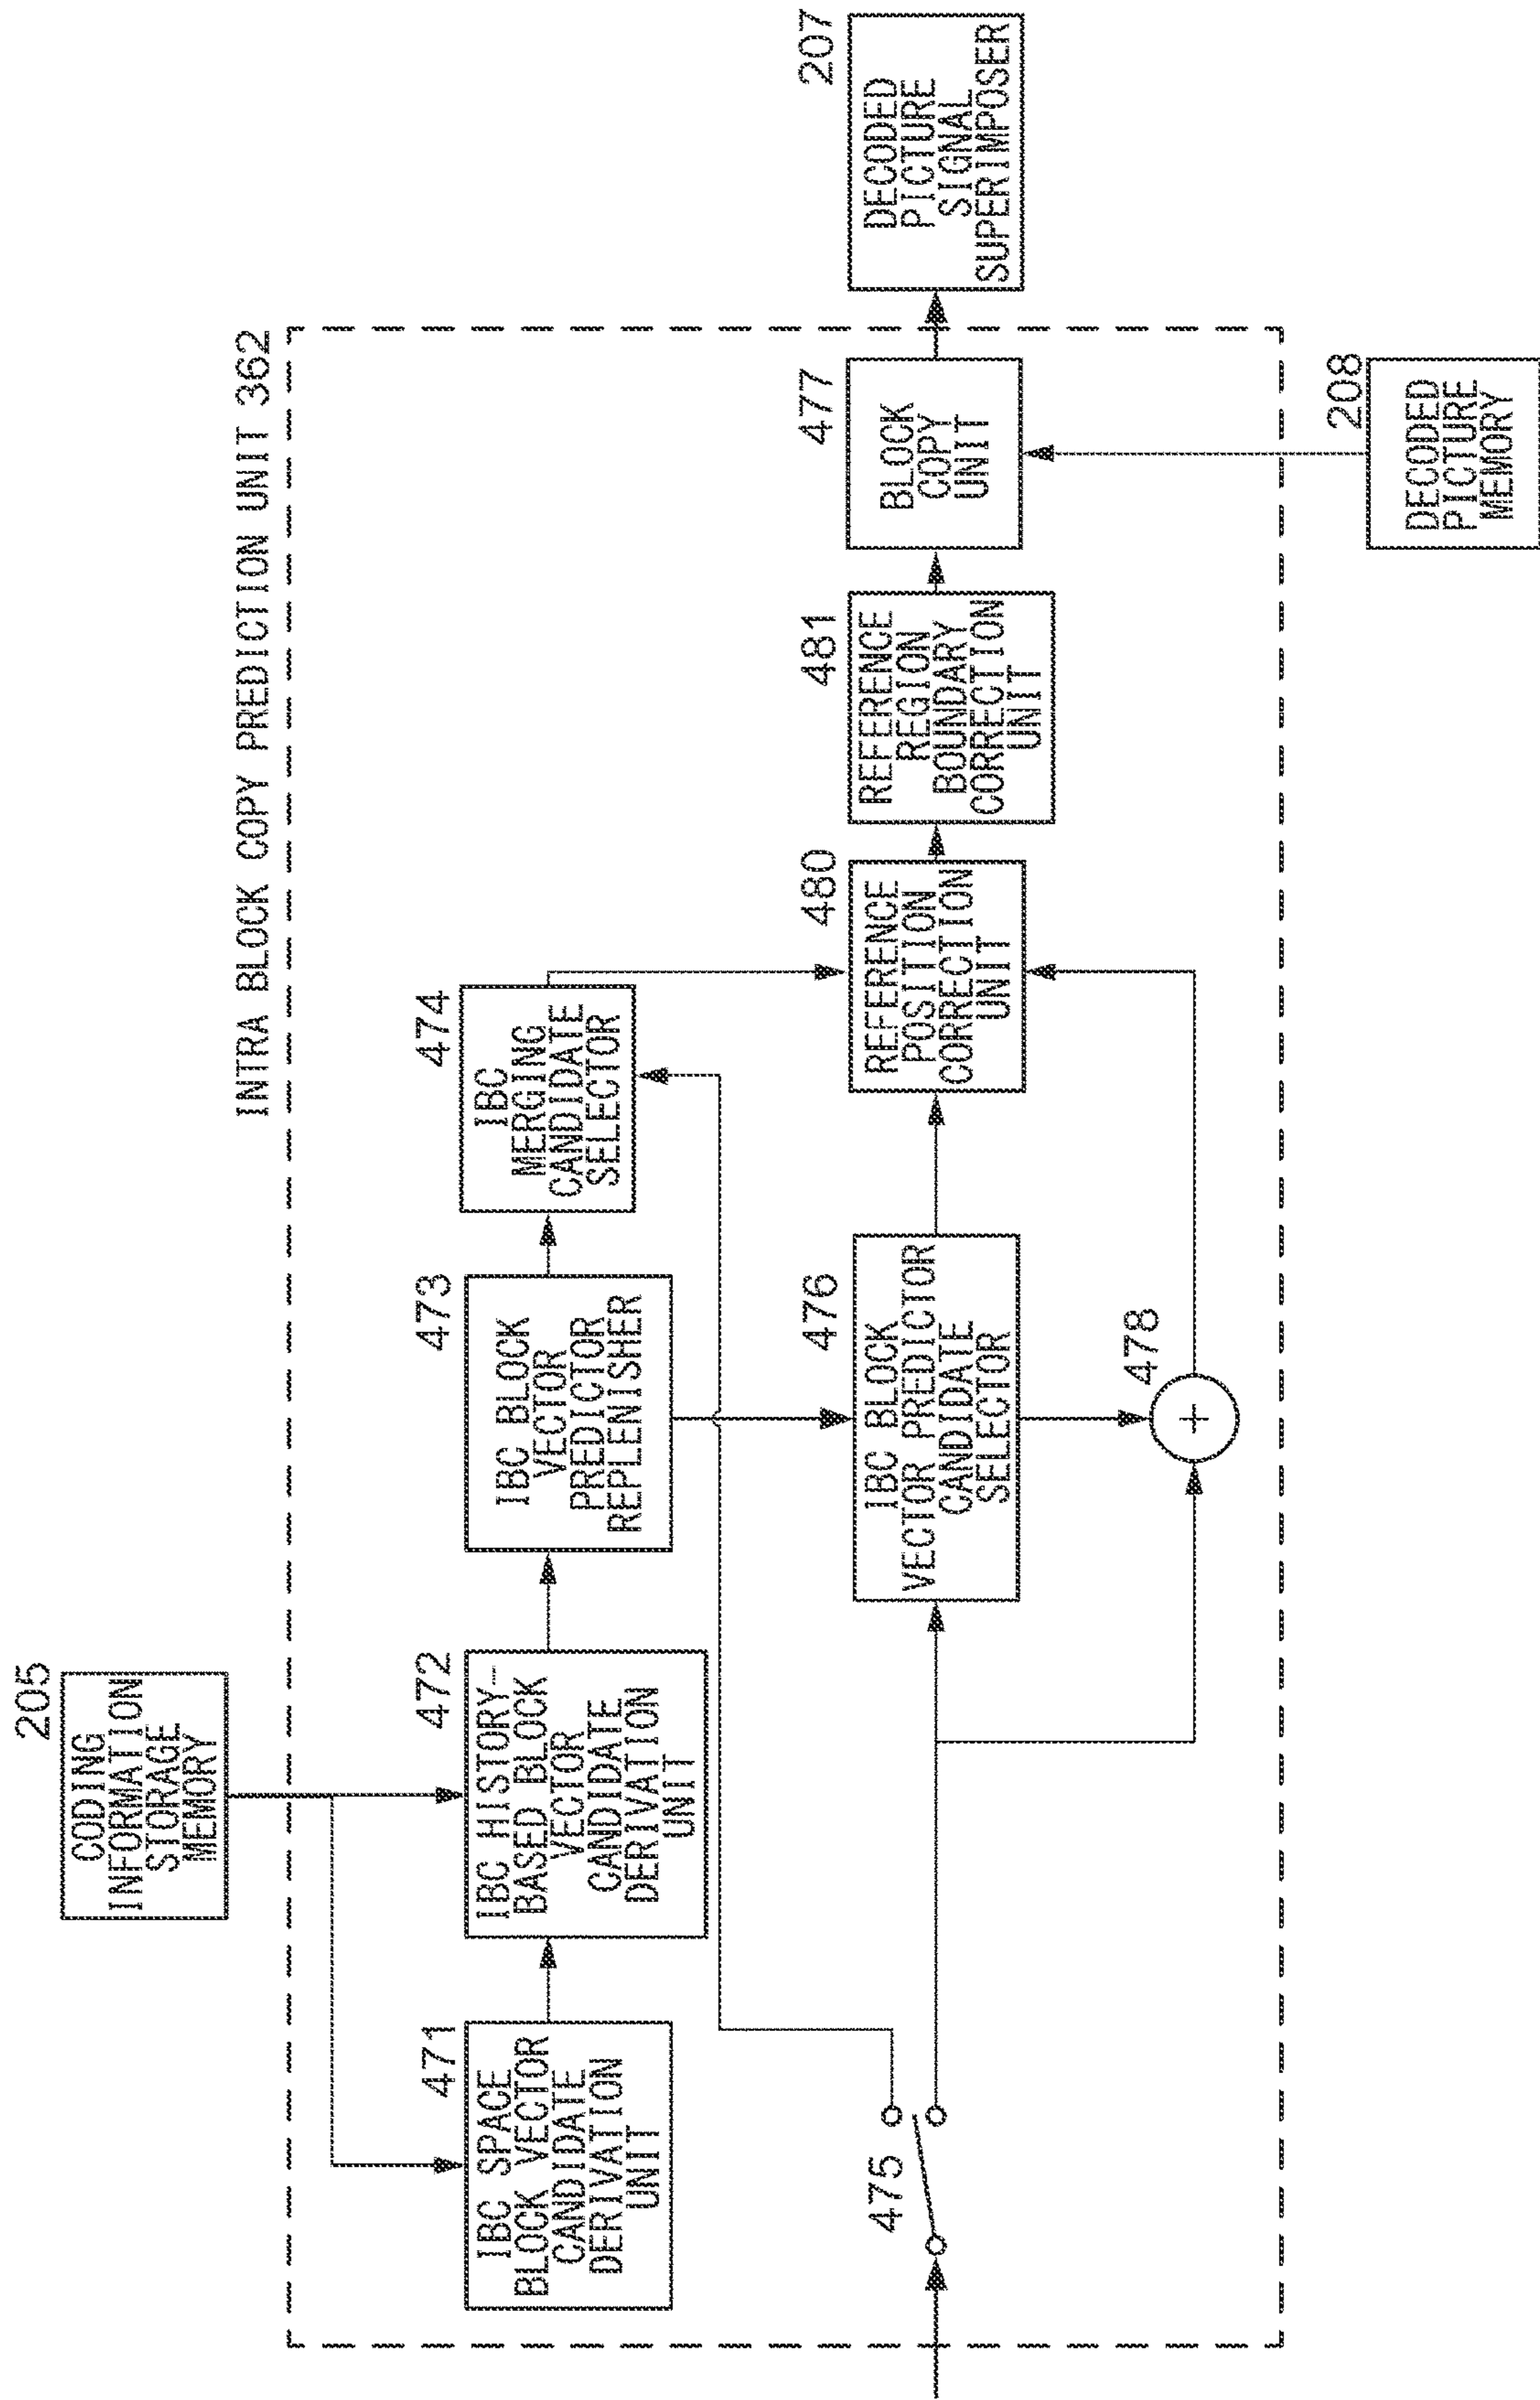 INTRA BLOCK COPY PREDICTION UNIT 362
205
CODING
INFORMATION
STORAGE
MEMORY
471
IBC SPACE
BLOCK VECTOR
CANDIDATE
DERIVATION
UNIT
472
IBC HISTORY-
BASED BLOCK
VECTOR
CANDIDATE
DERIVATION
UNIT
473
IBC BLOCK
VECTOR
PREDICTOR
REPLENISHER
474
IBC
MERGING
CANDIDATE
SELECTOR
475
476
IBC BLOCK
VECTOR PREDICTOR
CANDIDATE
SELECTOR
478
+
480
REFERENCE
POSITION
CORRECTION
UNIT
481
REFERENCE
REGION
BOUNDARY
CORRECTION
UNIT
477
BLOCK
COPY
UNIT
207
DECODED
PICTURE
SIGNAL
SUPERIMPOSER
208
DECODED
PICTURE
MEMORY